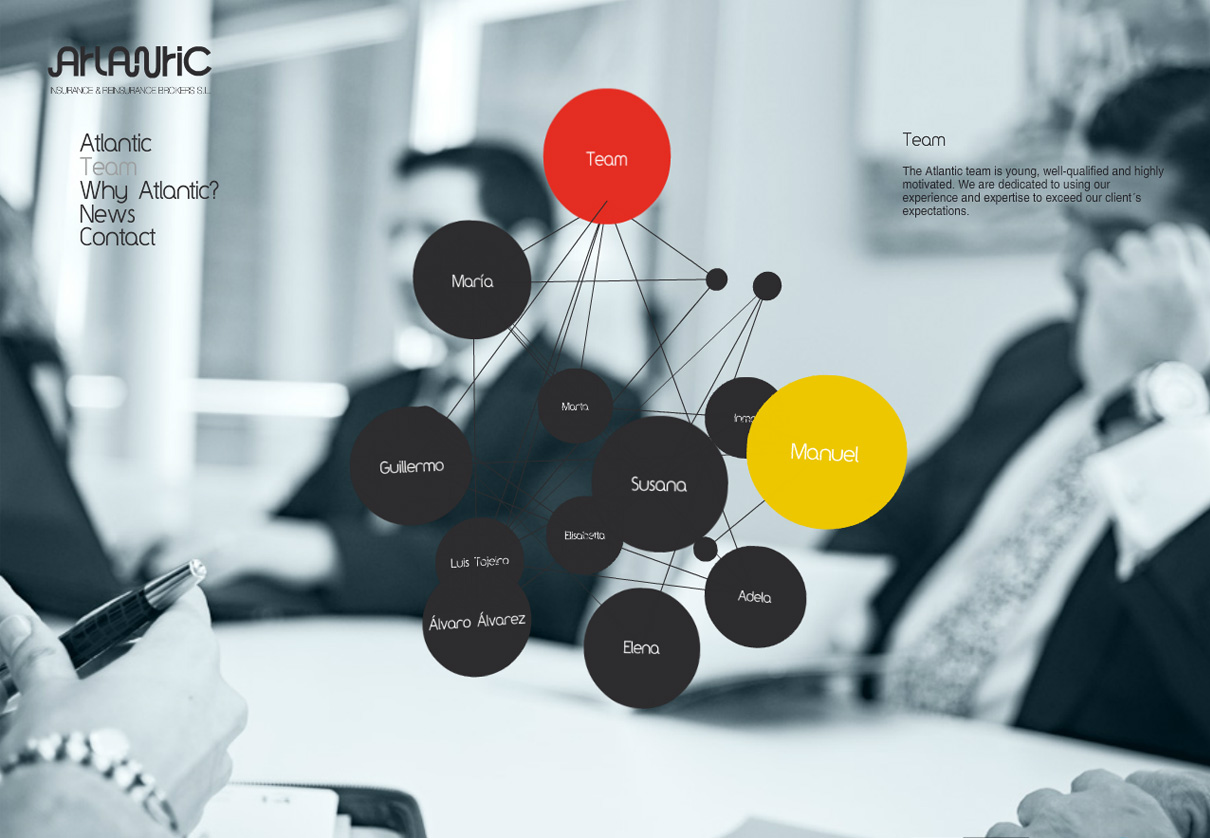 Atlantic
INSURANCE & REINSURANCE BROKERS S.L.
Atlantic
Team
Why Atlantic?
News
Contact
Team
The Atlantic team is young, well-qualified and highly
motivated. We are dedicated to using our
experience and expertise to exceed our client´s
expectations.
Team
María
Marta
Manuel
Guillermo
Susana
Elisabetta
Luis Tojeiro
Adela
Álvaro Álvarez
Elena